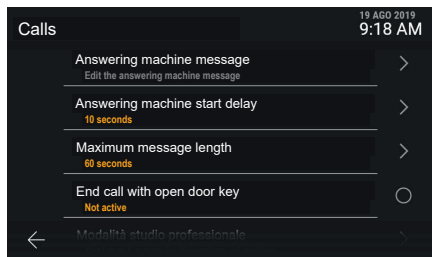 19 AGO 2019
Calls
9:18 AM
Answering machine message
Edit the answering machine message
Answering machine start delay
10 seconds
Maximum message length
60 seconds
End call with open door key
Not active
Modalità studio professionale